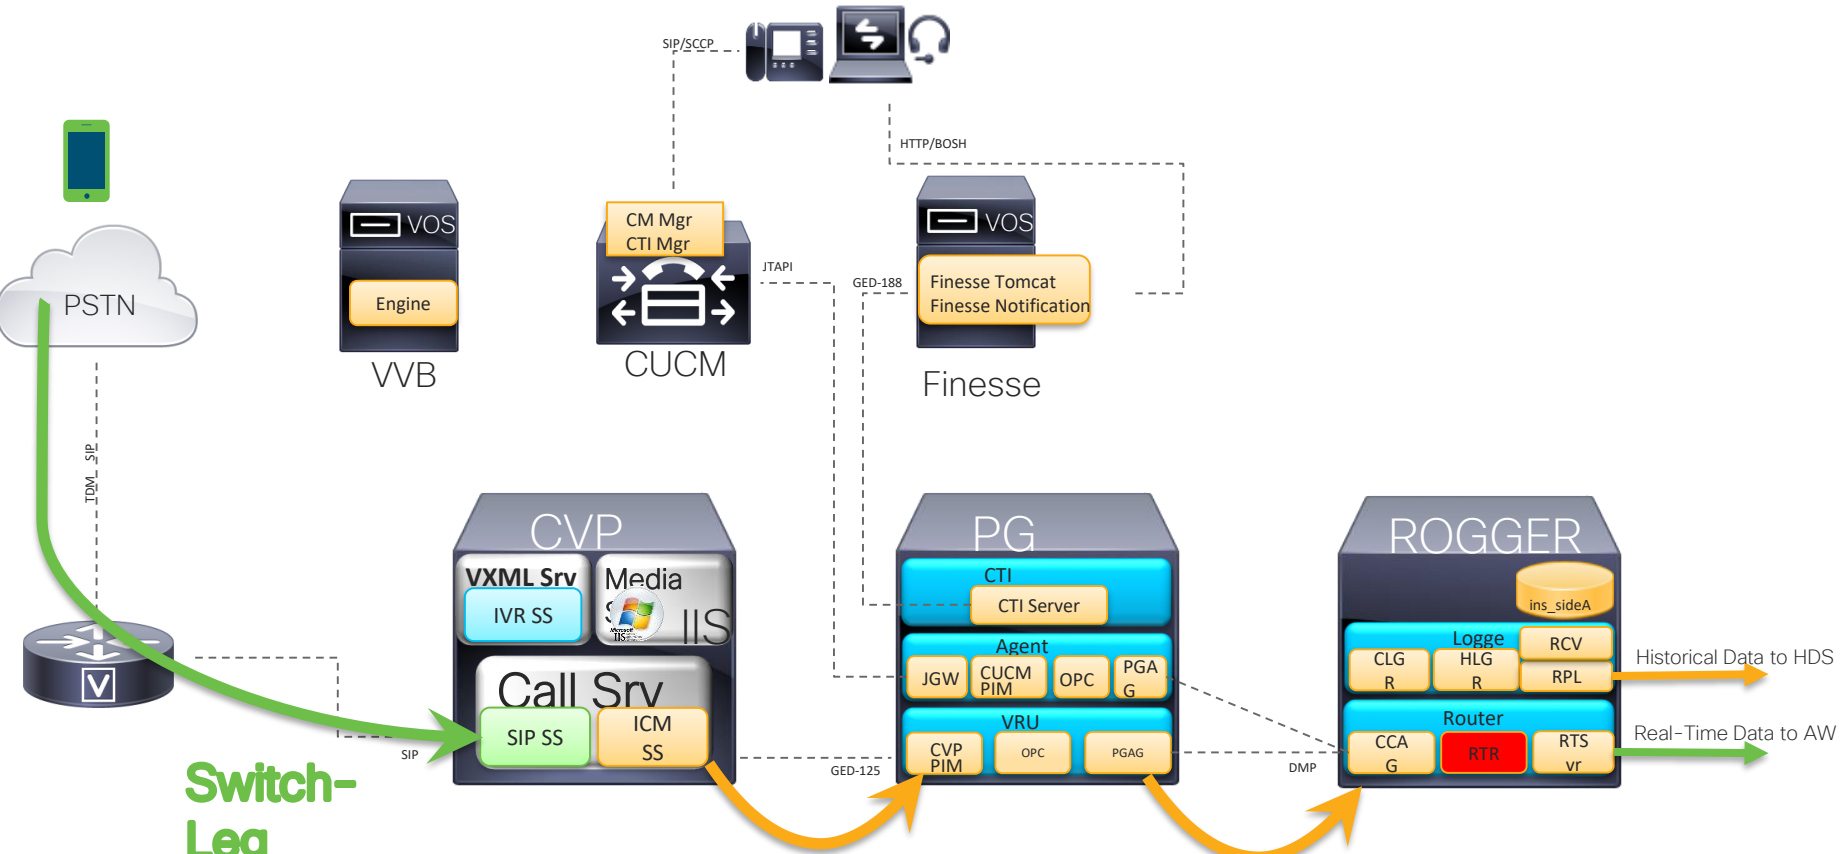 SIP/SCCP
HTTP/BOSH
VOS
CM Mgr
CTI Mgr
VOS
JTAPI
GED-188
Finesse Tomcat
Finesse Notification
Engine
PSTN
VVB
CUCM
Finesse
TDM SIP
CVP
PG
ROGGER
VXML Srv
Media
S
IIS
IVR SS
Microsoft
IIS
CTI
CTI Server
ins_sideA
Agent
JGW
CUCM
PIM
OPC
PGA
G
Logge
CLG
R
HLG
R
RCV
RPL
Historical Data to HDS
Call Srv
SIP SS
ICM
SS
VRU
CVP
PIM
OPC
PGAG
Router
CCA
G
RTR
RTS
vr
Real-Time Data to AW
V
SIP
GED-125
DMP
Switch-
Leg